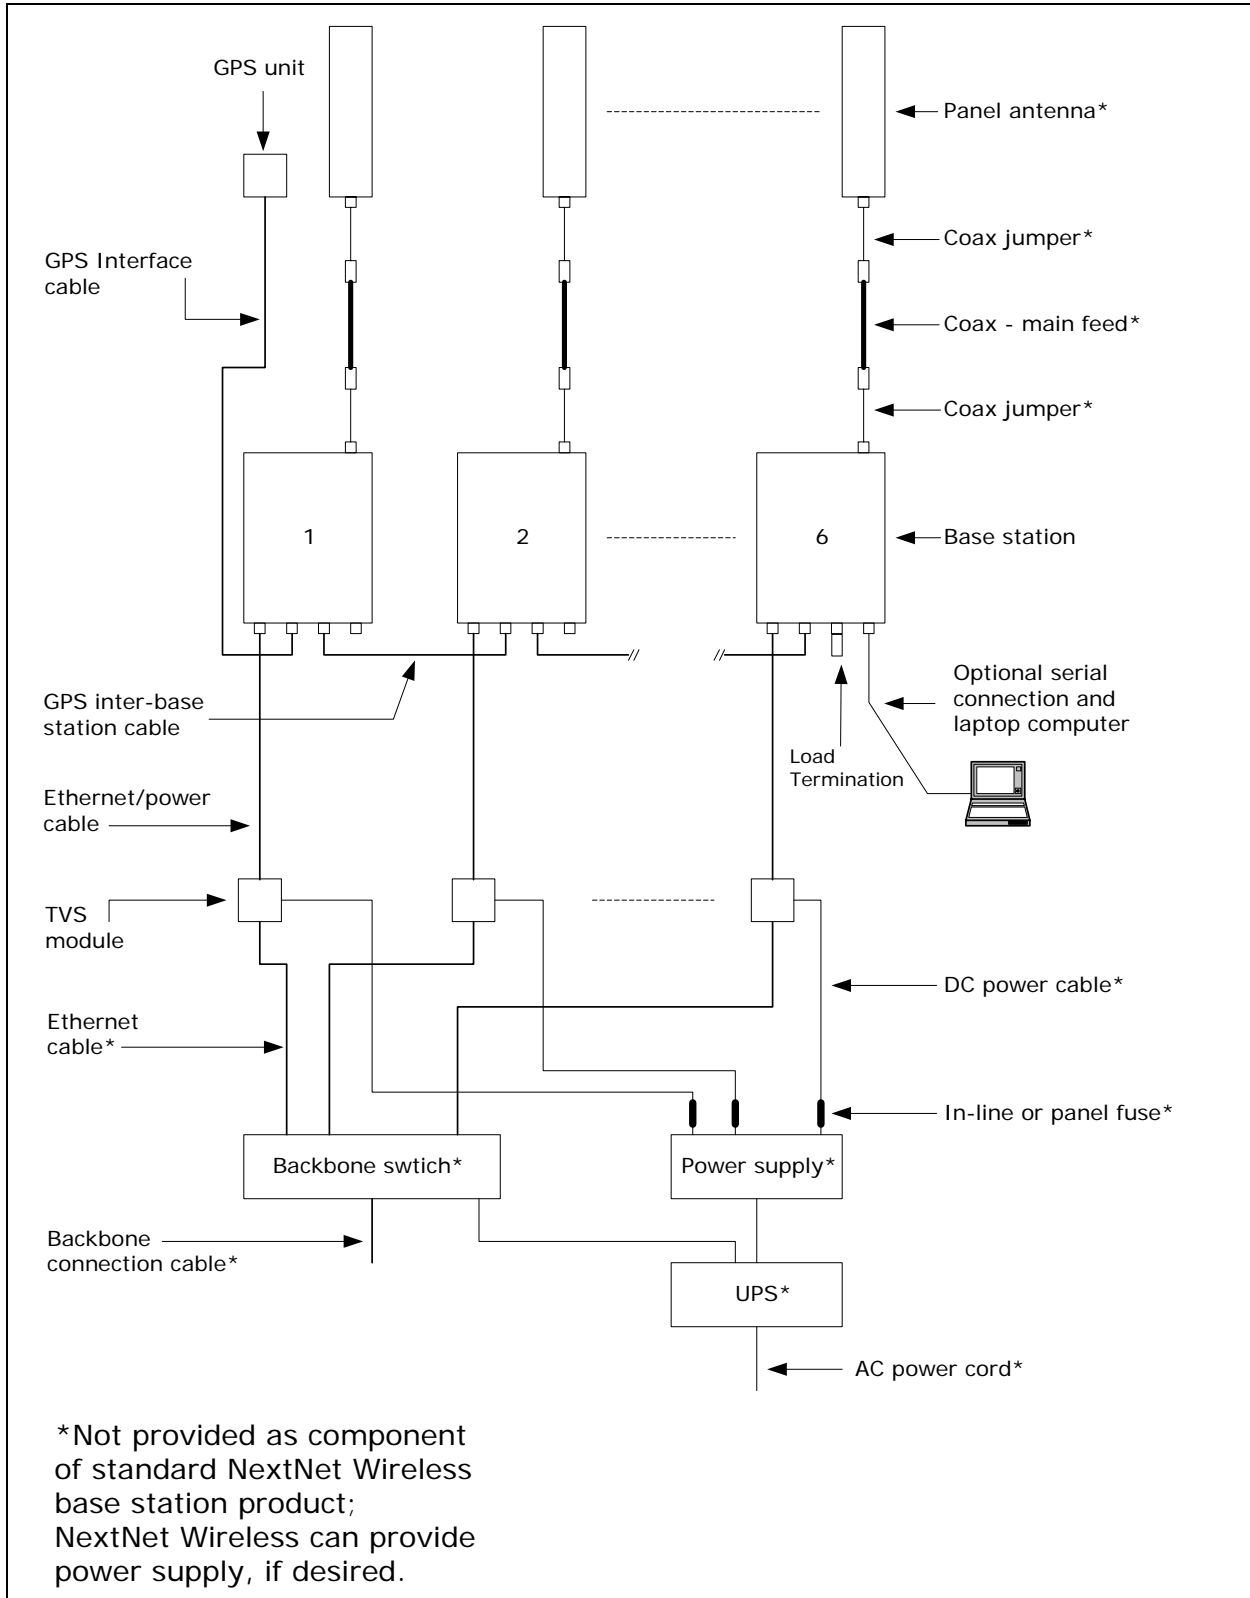 GPS unit
Panel antenna*
Coax jumper*
GPS Interface
cable
Coax - main feed*
Coax jumper*
1
2
6
Base station
GPS inter-base
station cable
Optional serial
connection and
laptop computer
Load
Termination
Ethernet/power
cable
TVS
module
DC power cable*
Ethernet
cable*
In-line or panel fuse*
Backbone swtich*
Power supply*
Backbone
connection cable*
UPS*
AC power cord*
*Not provided as component
of standard NextNet Wireless
base station product;
NextNet Wireless can provide
power supply, if desired.